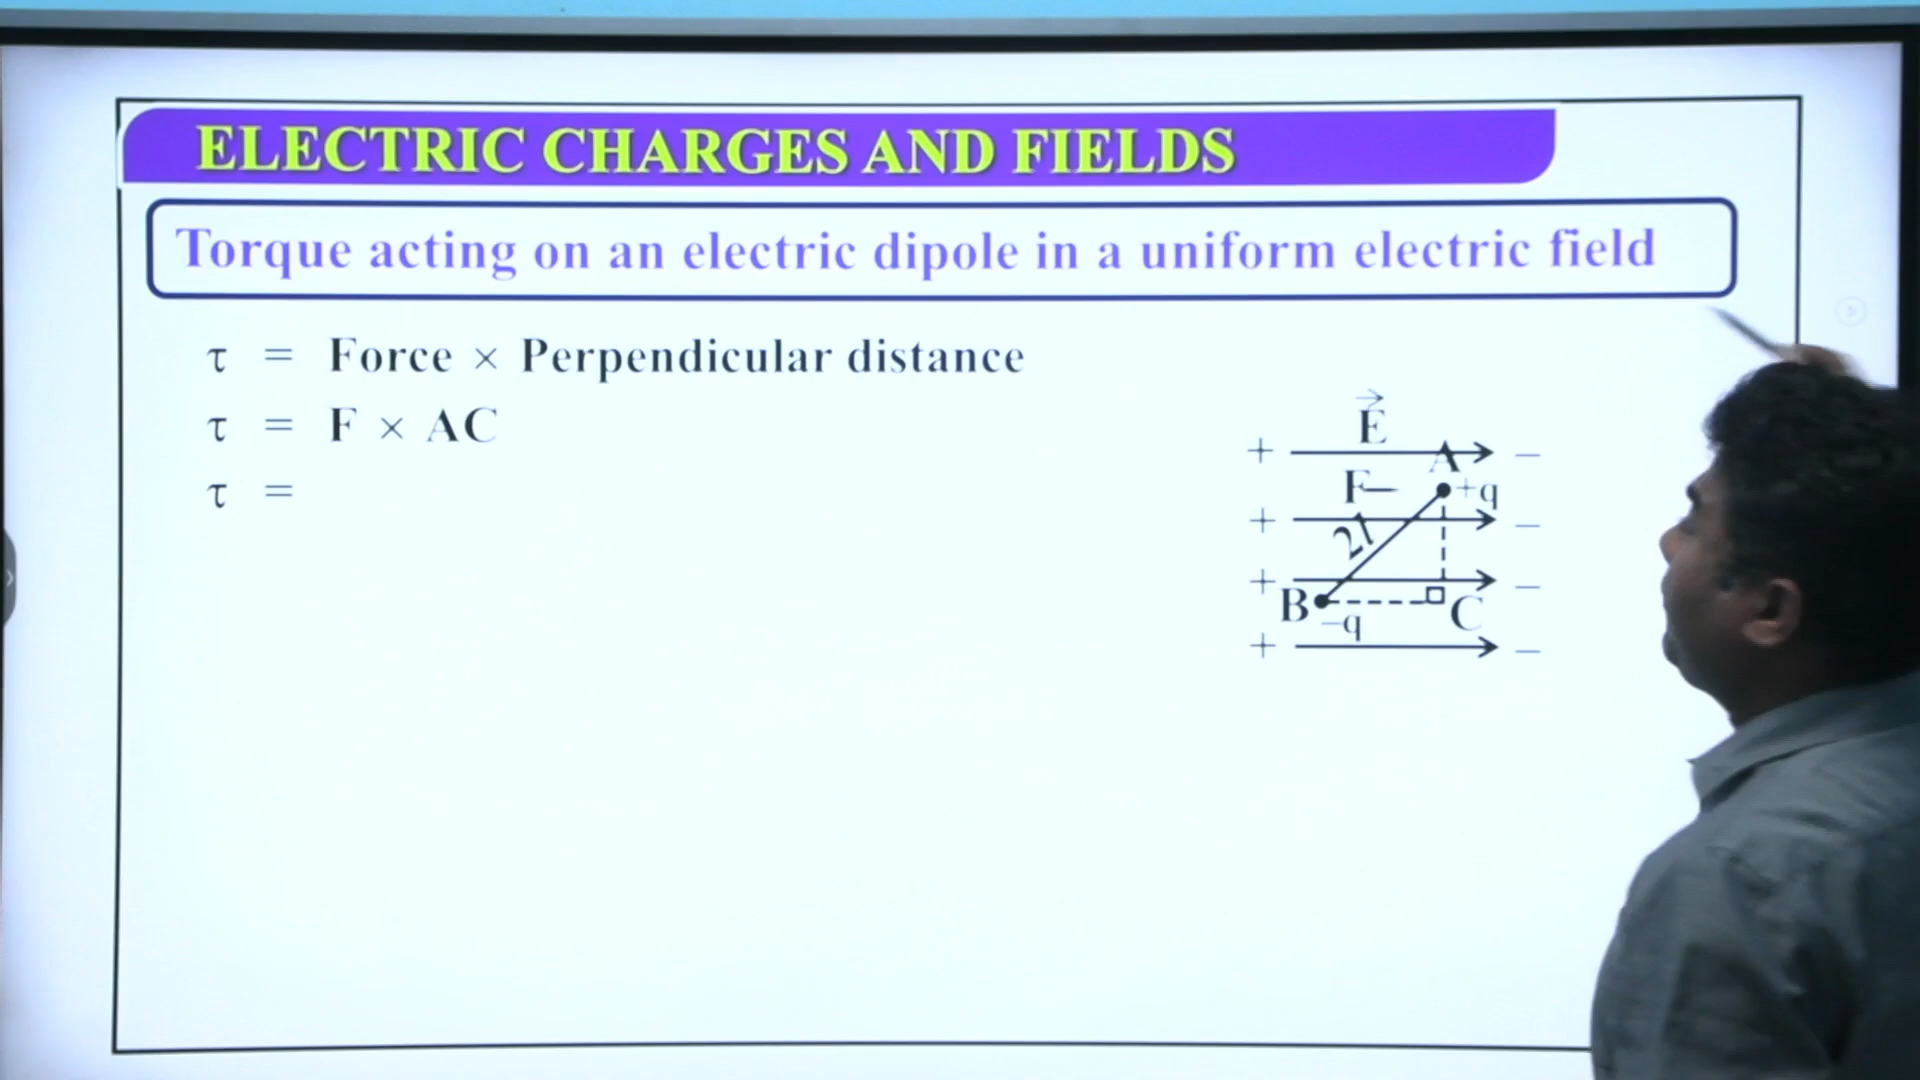 ELECTRIC CHARGES AND FIELDS
Torque acting on an electric dipole in a uniform electric field
τ = Force × Perpendicular distance
τ = F × AC
τ =
E⃗
+ A −
F− +q
+ −
2l
+ −
B C
−q
+ −